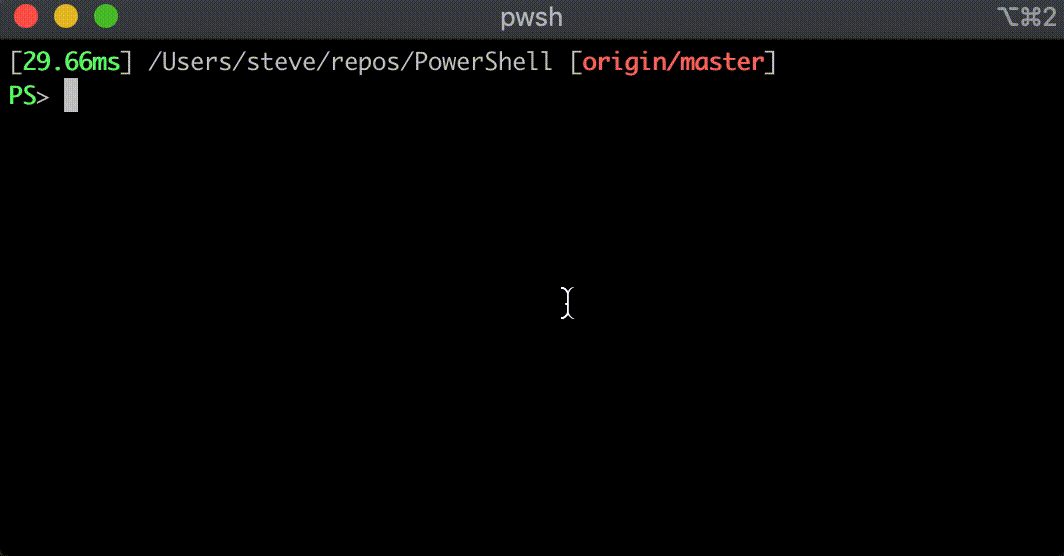 pwsh ⌥⌘2
[29.66ms] /Users/steve/repos/PowerShell [origin/master]
PS>